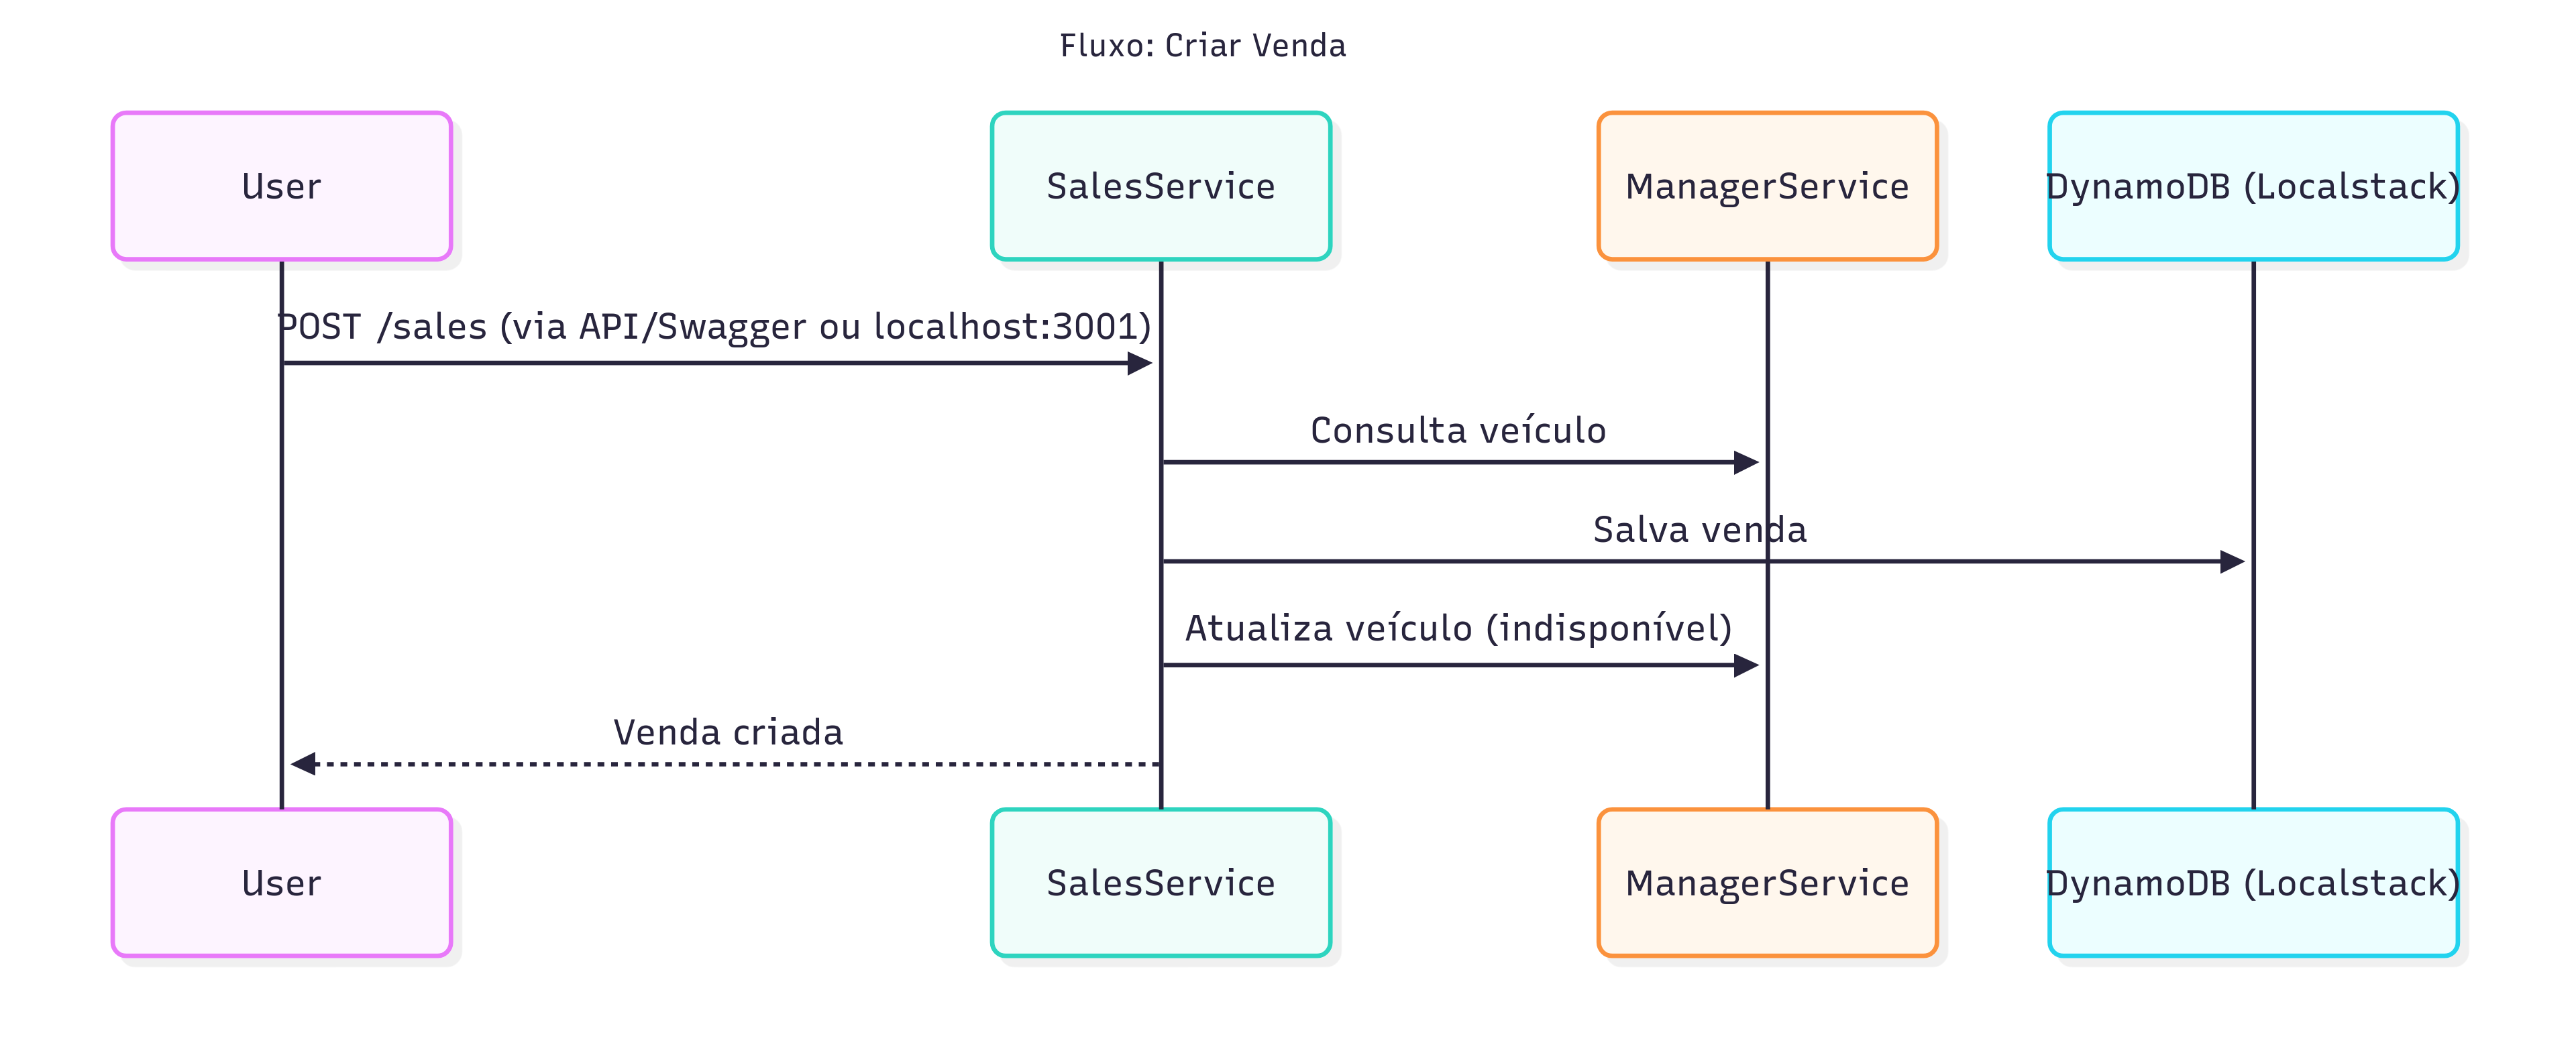 Fluxo: Criar Venda
User
SalesService
ManagerService
DynamoDB (Localstack)
POST /sales (via API/Swagger ou localhost:3001)
Consulta veículo
Salva venda
Atualiza veículo (indisponível)
Venda criada
User
SalesService
ManagerService
DynamoDB (Localstack)